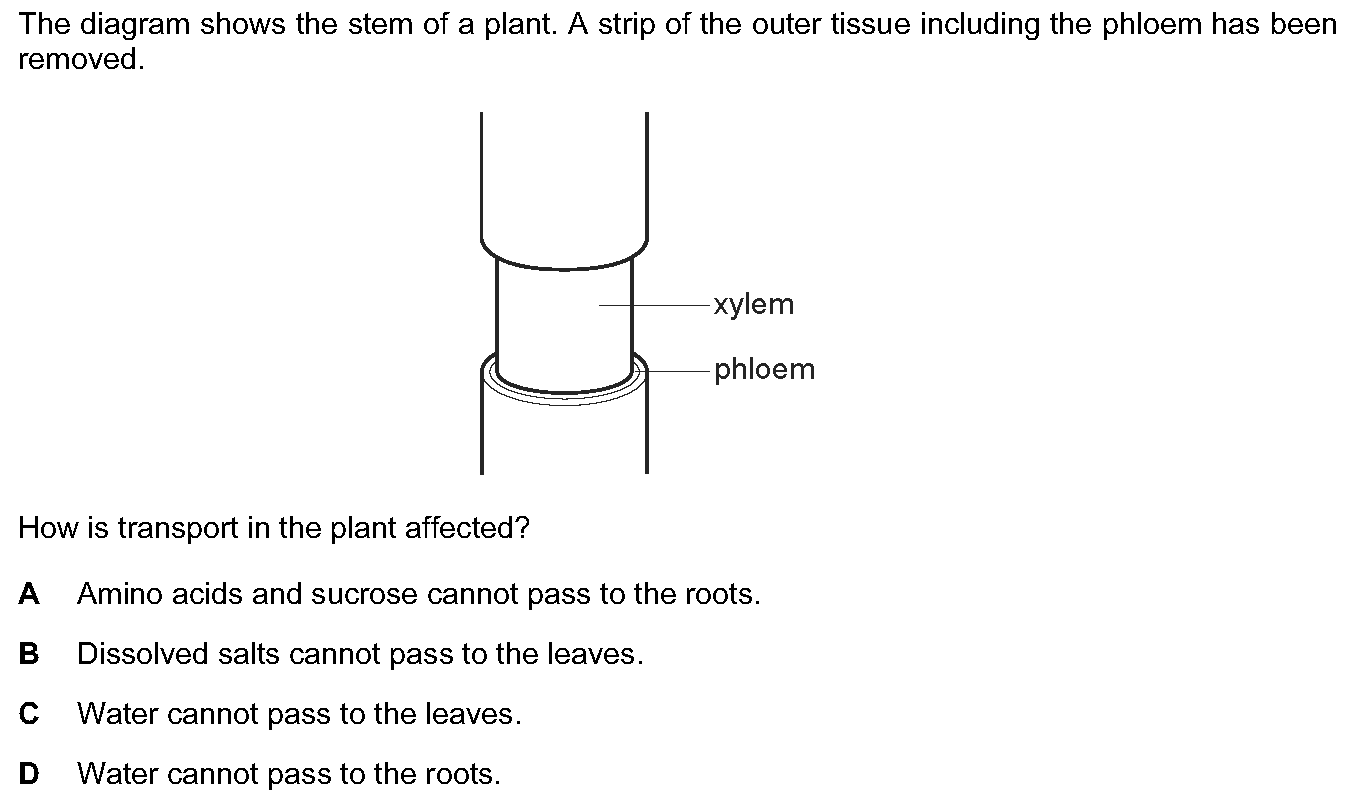 The diagram shows the stem of a plant. A strip of the outer tissue including the phloem has been
removed.
xylem
phloem
How is transport in the plant affected?
A Amino acids and sucrose cannot pass to the roots.
B Dissolved salts cannot pass to the leaves.
C Water cannot pass to the leaves.
D Water cannot pass to the roots.